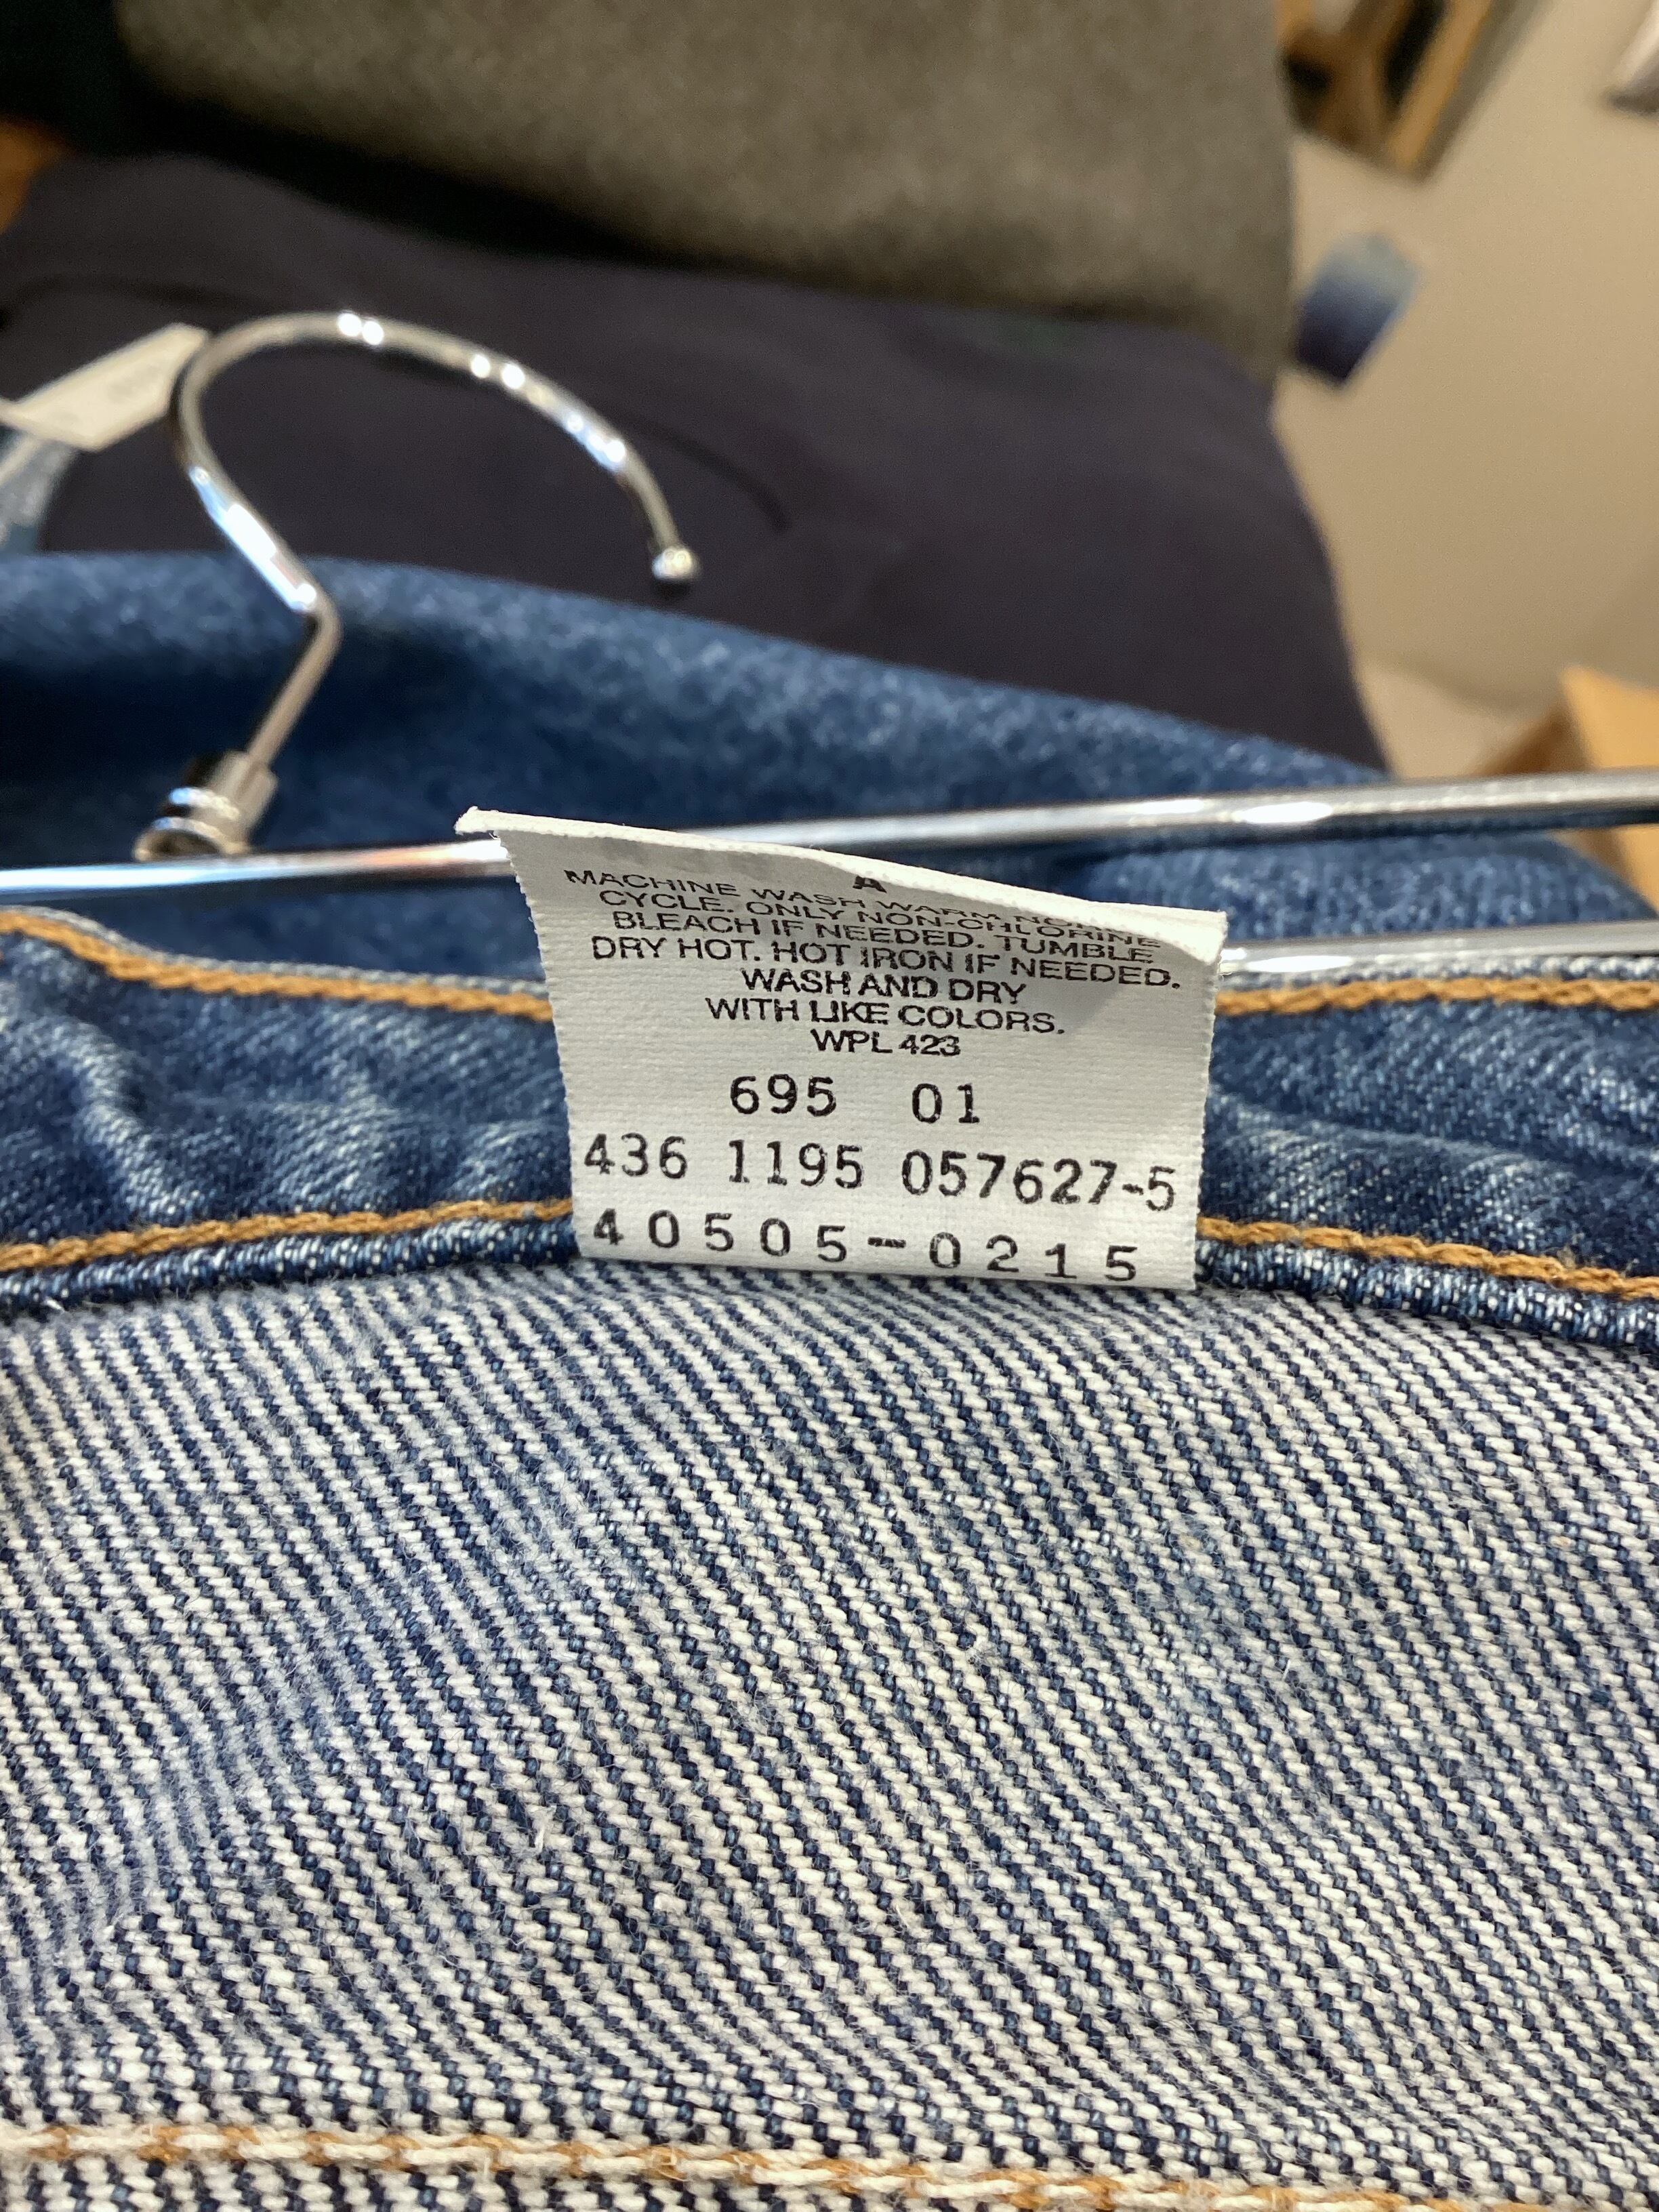 A
MACHINE WASH WARM,
CYCLE. ONLY NON-CHLORINE
BLEACH IF NEEDED. TUMBLE
DRY HOT. HOT IRON IF NEEDED.
WASH AND DRY
WITH LIKE COLORS.
WPL 423
695 01
436 1195 057627-5
40505-0215